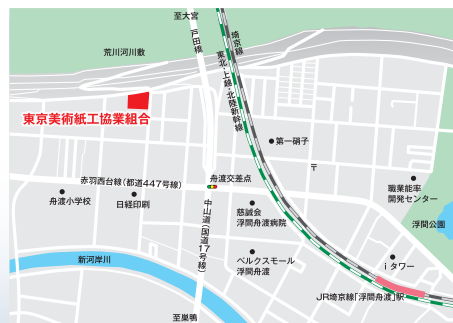 至大宮
戸田橋
埼京線
東北・上越・北陸新幹線
荒川河川敷
東京美術紙工協業組合
第一硝子
〒
赤羽西台線（都道447号線）
舟渡交差点
職業能率
開発センター
舟渡小学校
日経印刷
慈誠会
浮間舟渡病院
浮間公園
中山道（国道17号線）
新河岸川
ベルクスモール
浮間舟渡
iタワー
JR埼京線「浮間舟渡」駅
至巣鴨